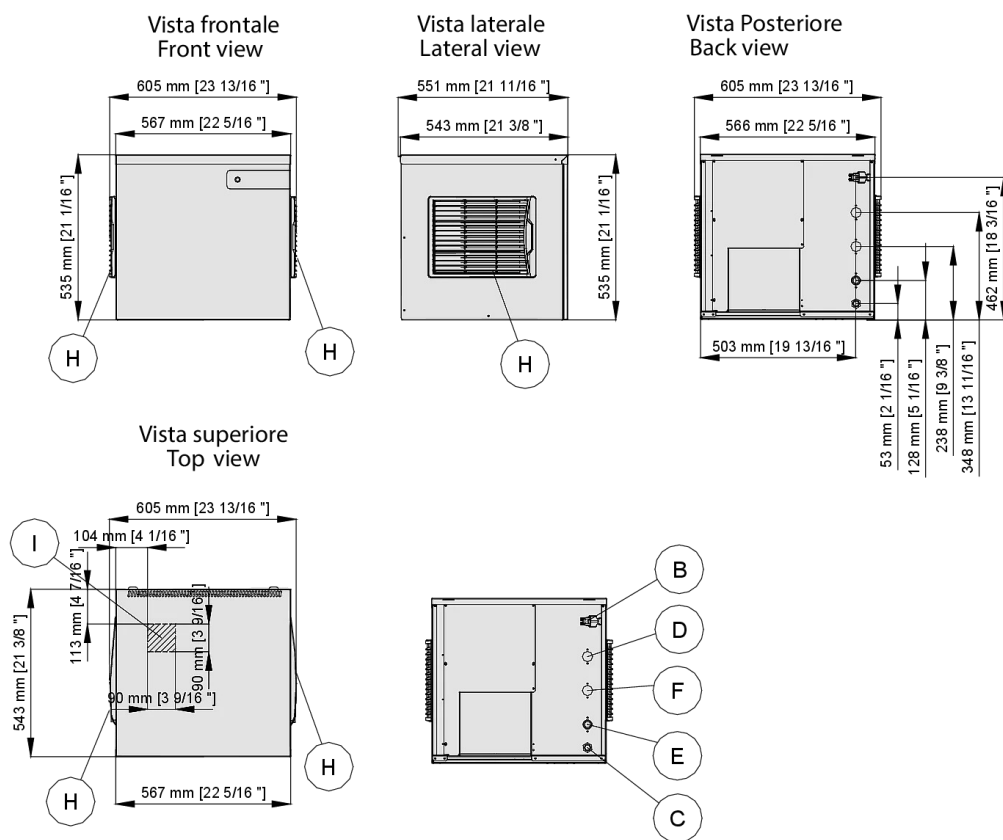 Vista frontale
Front view
605 mm [23 13/16 "]
567 mm [22 5/16 "]
535 mm [21 1/16 "]
H
H
Vista laterale
Lateral view
551 mm [21 11/16 "]
543 mm [21 3/8 "]
535 mm [21 1/16 "]
H
Vista Posteriore
Back view
605 mm [23 13/16 "]
566 mm [22 5/16 "]
503 mm [19 13/16 "]
53 mm [2 1/16 "]
128 mm [5 1/16 "]
238 mm [9 3/8 "]
348 mm [13 11/16 "]
462 mm [18 3/16 "]
Vista superiore
Top view
605 mm [23 13/16 "]
104 mm [4 1/16 "]
I
113 mm [4 7/16 "]
543 mm [21 3/8 "]
90 mm [3 9/16 "]
90 mm [3 9/16 "]
567 mm [22 5/16 "]
H
H
B
D
F
E
C